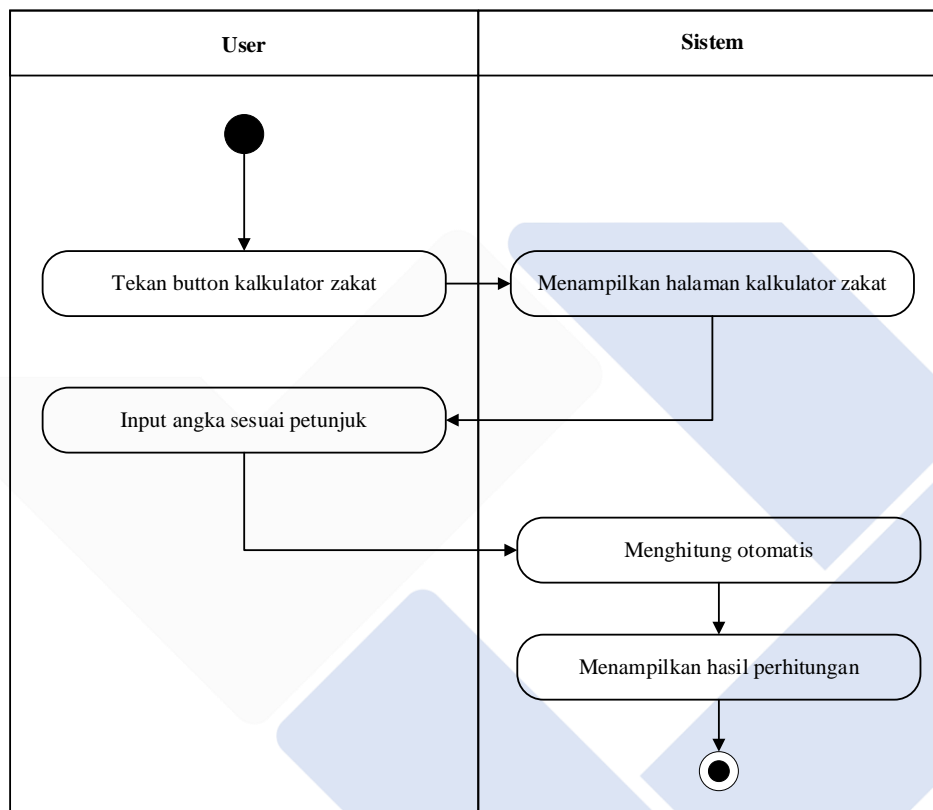 User
Sistem
Tekan button kalkulator zakat
Menampilkan halaman kalkulator zakat
Input angka sesuai petunjuk
Menghitung otomatis
Menampilkan hasil perhitungan